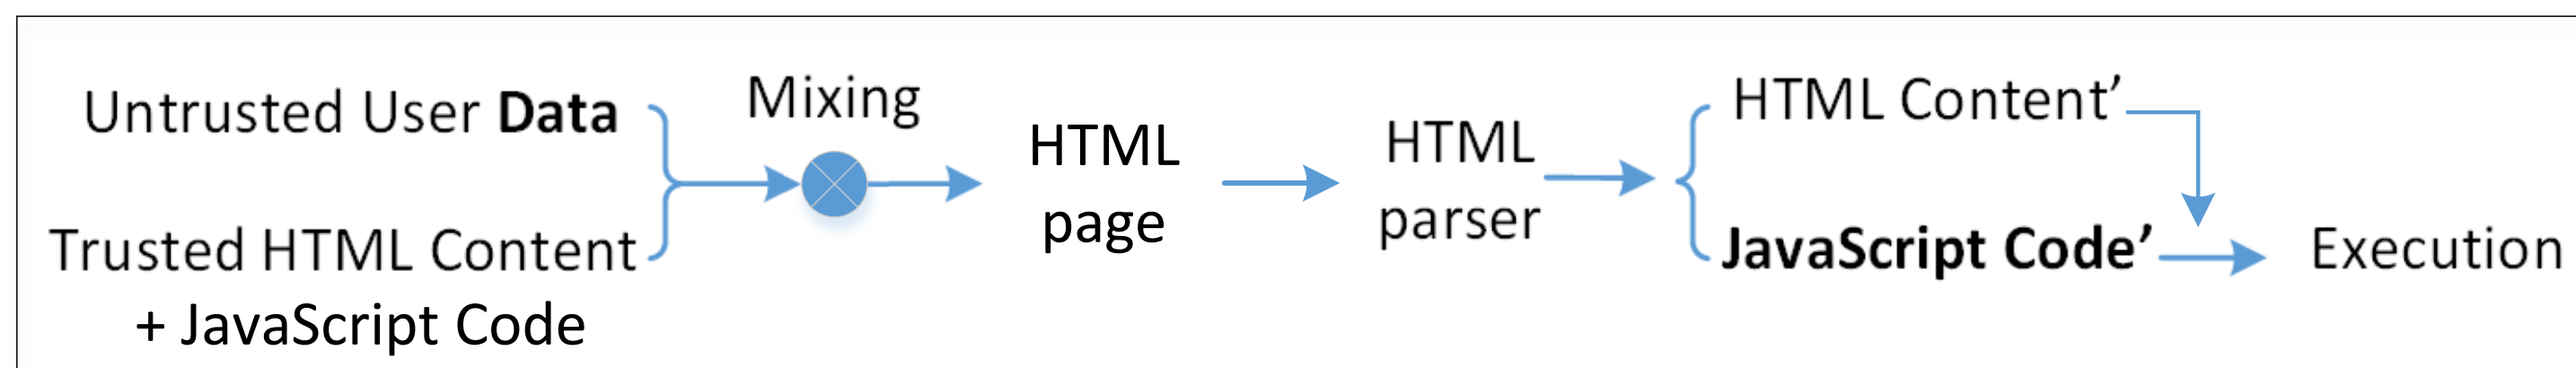 Untrusted User Data
Trusted HTML Content
+ JavaScript Code
Mixing
HTML
page
HTML
parser
HTML Content’
JavaScript Code’
Execution